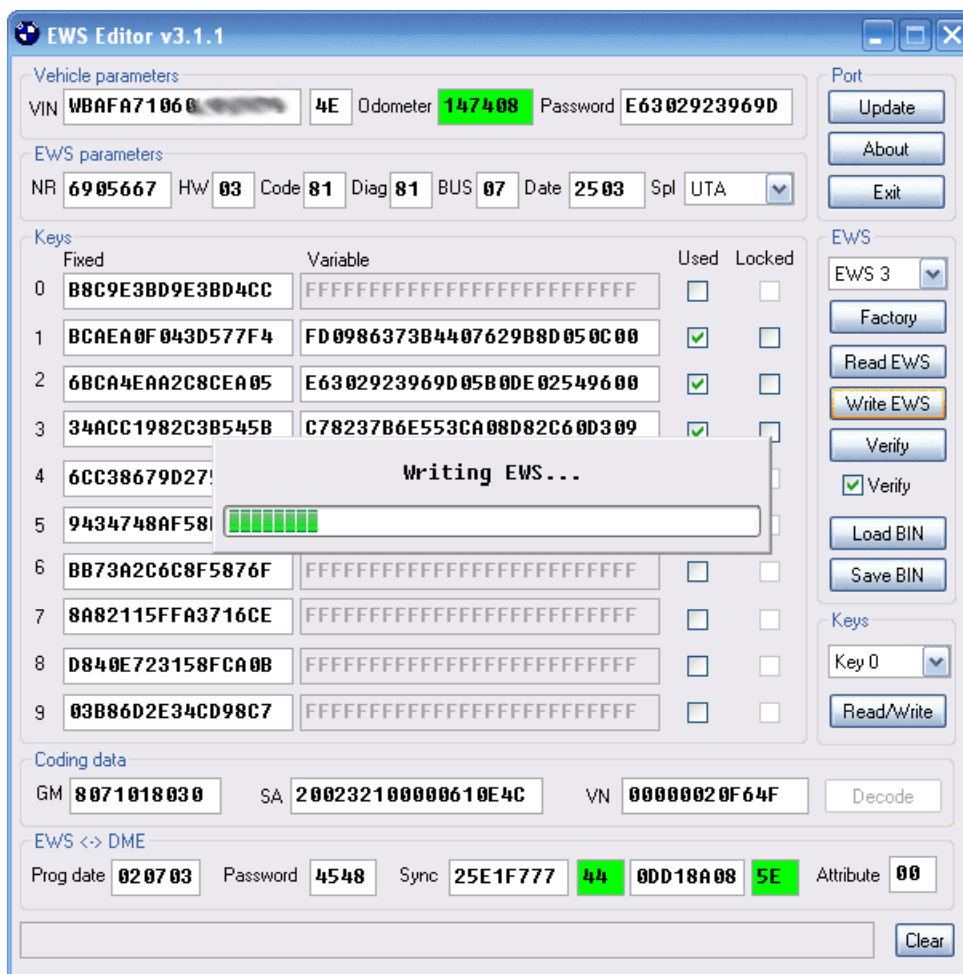 EWS Editor v3.1.1
Vehicle parameters
VIN WBAFA71060 4E Odometer 147408 Password E6302923969D
EWS parameters
NR 6905667 HW 03 Code 81 Diag 81 BUS 07 Date 2503 Spl UTA
Keys
Fixed Variable Used Locked
0 B8C9E3BD9E3BD4CC FFFFFFFFFFFFFFFFFFFFFFFFFF
1 BCAEA0F043D577F4 FD0986373B4407629B8D050C00
2 6BCA4EAA2C8CEA05 E6302923969D05B0DE02549600
3 34ACC1982C3B545B C78237B6E553CA08D82C60D309
4 6CC38679D27
5 9434748AF58
Writing EWS...
6 BB73A2C6C8F5876F FFFFFFFFFFFFFFFFFFFFFFFFFF
7 8A82115FFA3716CE FFFFFFFFFFFFFFFFFFFFFFFFFF
8 D840E723158FCA0B FFFFFFFFFFFFFFFFFFFFFFFFFF
9 03B86D2E34CD98C7 FFFFFFFFFFFFFFFFFFFFFFFFFF
Coding data
GM 8071018030 SA 200232100000610E4C VN 00000020F64F Decode
EWS <-> DME
Prog date 020703 Password 4548 Sync 25E1F777 44 0DD18A08 5E Attribute 00
Clear
Port
Update
About
Exit
EWS
EWS 3
Factory
Read EWS
Write EWS
Verify
Verify
Load BIN
Save BIN
Keys
Key 0
Read/Write